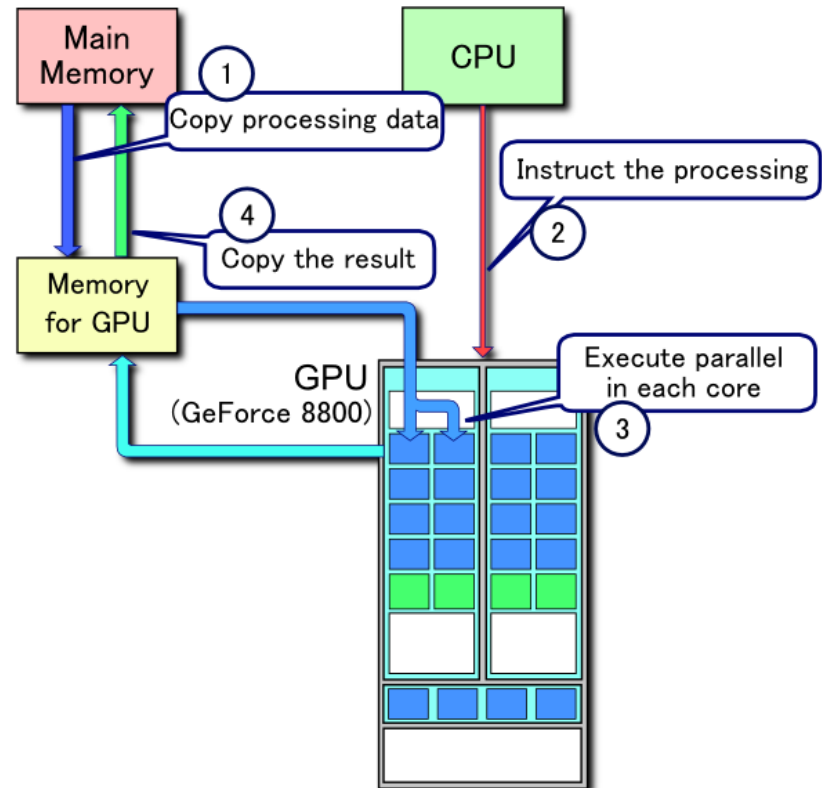 Main
Memory
CPU
1
Copy processing data
Instruct the processing
2
4
Copy the result
Memory
for GPU
GPU
(GeForce 8800)
Execute parallel
in each core
3